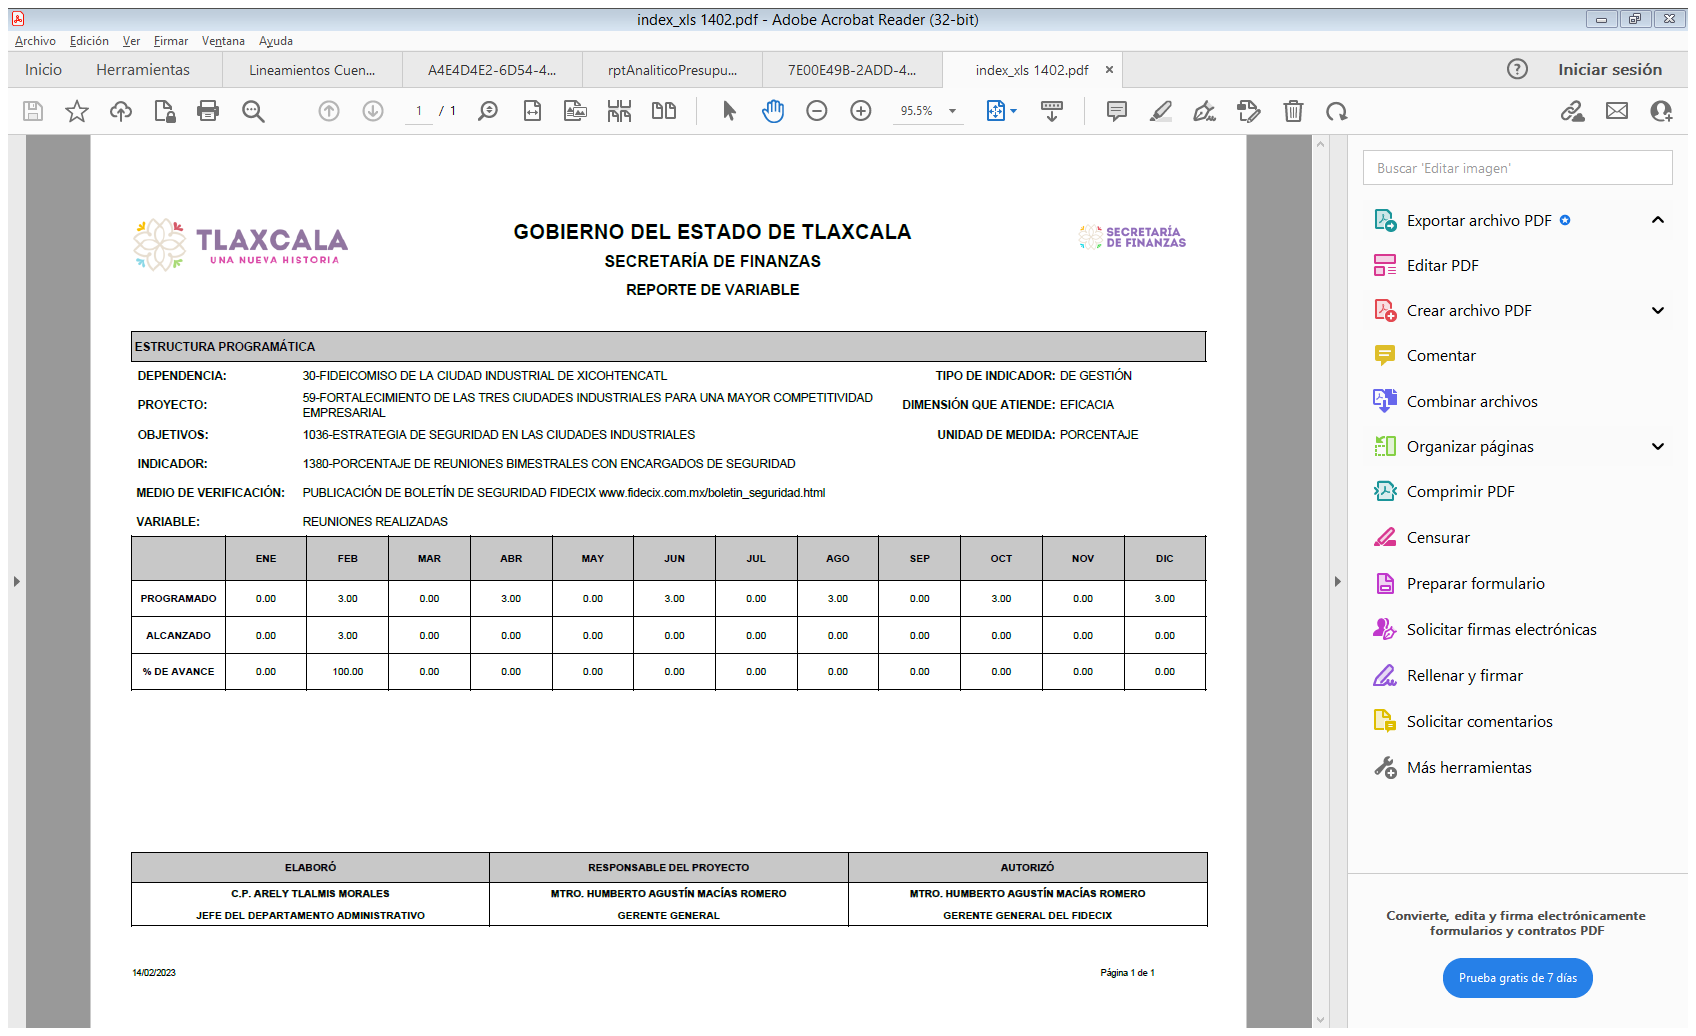 index_xls 1402.pdf - Adobe Acrobat Reader (32-bit)
Archivo Edición Ver Firmar Ventana Ayuda
Inicio Herramientas Lineamientos Cuen... A4E4D4E2-6D54-4... rptAnaliticoPresupu... 7E00E49B-2ADD-4... index_xls 1402.pdf × Iniciar sesión
1 / 1 95.5%
Buscar 'Editar imagen'
Exportar archivo PDF
Editar PDF
Crear archivo PDF
Comentar
Combinar archivos
Organizar páginas
Comprimir PDF
Censurar
Preparar formulario
Solicitar firmas electrónicas
Rellenar y firmar
Solicitar comentarios
Más herramientas
Convierte, edita y firma electrónicamente
formularios y contratos PDF
Prueba gratis de 7 días
TLAXCALA
UNA NUEVA HISTORIA
GOBIERNO DEL ESTADO DE TLAXCALA
SECRETARÍA DE FINANZAS
REPORTE DE VARIABLE
SECRETARÍA
DE FINANZAS
ESTRUCTURA PROGRAMÁTICA
DEPENDENCIA: 30-FIDEICOMISO DE LA CIUDAD INDUSTRIAL DE XICOHTENCATL TIPO DE INDICADOR: DE GESTIÓN
PROYECTO: 59-FORTALECIMIENTO DE LAS TRES CIUDADES INDUSTRIALES PARA UNA MAYOR COMPETITIVIDAD
EMPRESARIAL DIMENSIÓN QUE ATIENDE: EFICACIA
OBJETIVOS: 1036-ESTRATEGIA DE SEGURIDAD EN LAS CIUDADES INDUSTRIALES UNIDAD DE MEDIDA: PORCENTAJE
INDICADOR: 1380-PORCENTAJE DE REUNIONES BIMESTRALES CON ENCARGADOS DE SEGURIDAD
MEDIO DE VERIFICACIÓN: PUBLICACIÓN DE BOLETÍN DE SEGURIDAD FIDECIX www.fidecix.com.mx/boletin_seguridad.html
VARIABLE: REUNIONES REALIZADAS
ENE FEB MAR ABR MAY JUN JUL AGO SEP OCT NOV DIC
PROGRAMADO 0.00 3.00 0.00 3.00 0.00 3.00 0.00 3.00 0.00 3.00 0.00 3.00
ALCANZADO 0.00 3.00 0.00 0.00 0.00 0.00 0.00 0.00 0.00 0.00 0.00 0.00
% DE AVANCE 0.00 100.00 0.00 0.00 0.00 0.00 0.00 0.00 0.00 0.00 0.00 0.00
ELABORÓ RESPONSABLE DEL PROYECTO AUTORIZÓ
C.P. ARELY TLALMIS MORALES MTRO. HUMBERTO AGUSTÍN MACÍAS ROMERO MTRO. HUMBERTO AGUSTÍN MACÍAS ROMERO
JEFE DEL DEPARTAMENTO ADMINISTRATIVO GERENTE GENERAL GERENTE GENERAL DEL FIDECIX
14/02/2023 Página 1 de 1